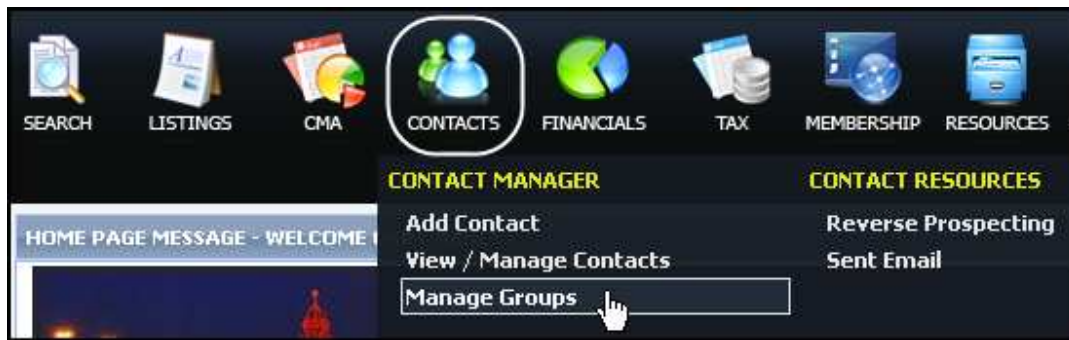 SEARCH LISTINGS CMA CONTACTS FINANCIALS TAX MEMBERSHIP RESOURCES
CONTACT MANAGER CONTACT RESOURCES
Add Contact Reverse Prospecting
HOME PAGE MESSAGE - WELCOME
View / Manage Contacts Sent Email
Manage Groups